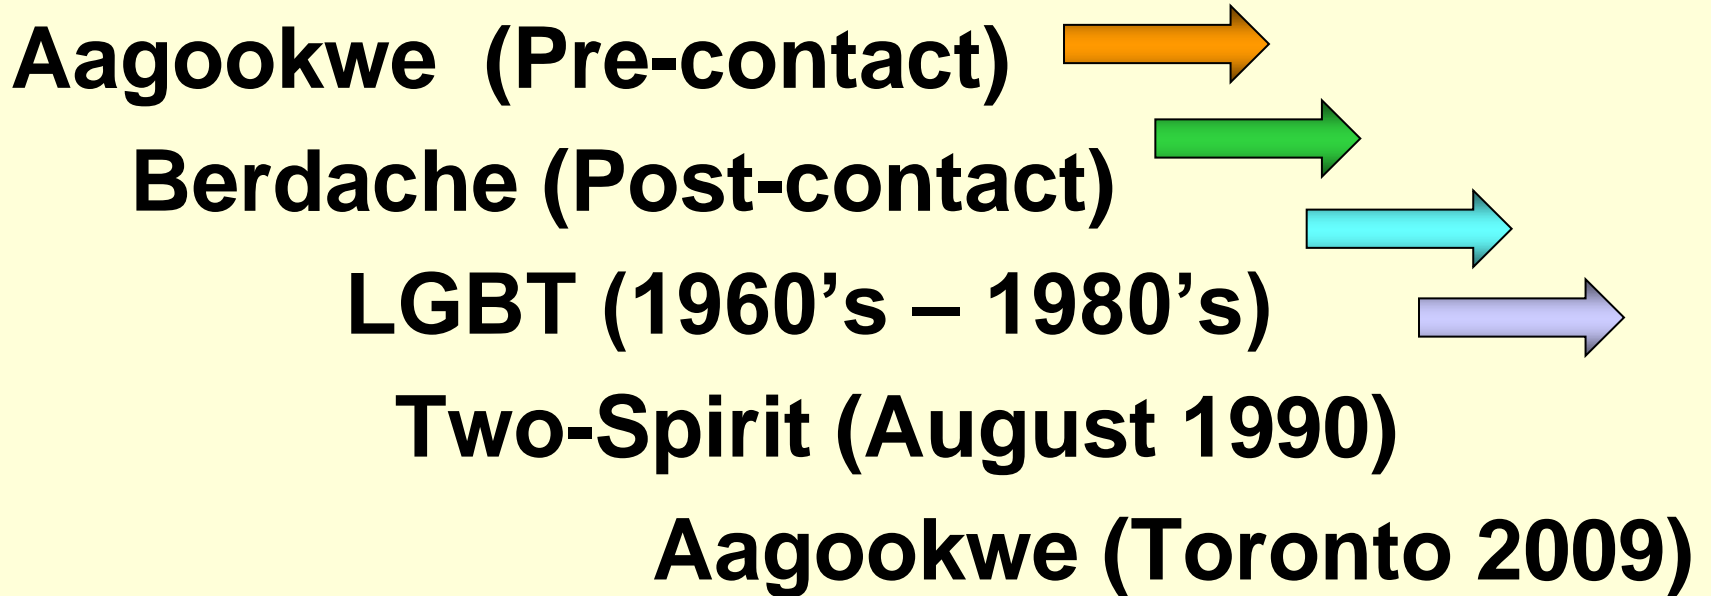 Aagookwe (Pre-contact)
Berdache (Post-contact)
LGBT (1960’s – 1980’s)
Two-Spirit (August 1990)
Aagookwe (Toronto 2009)